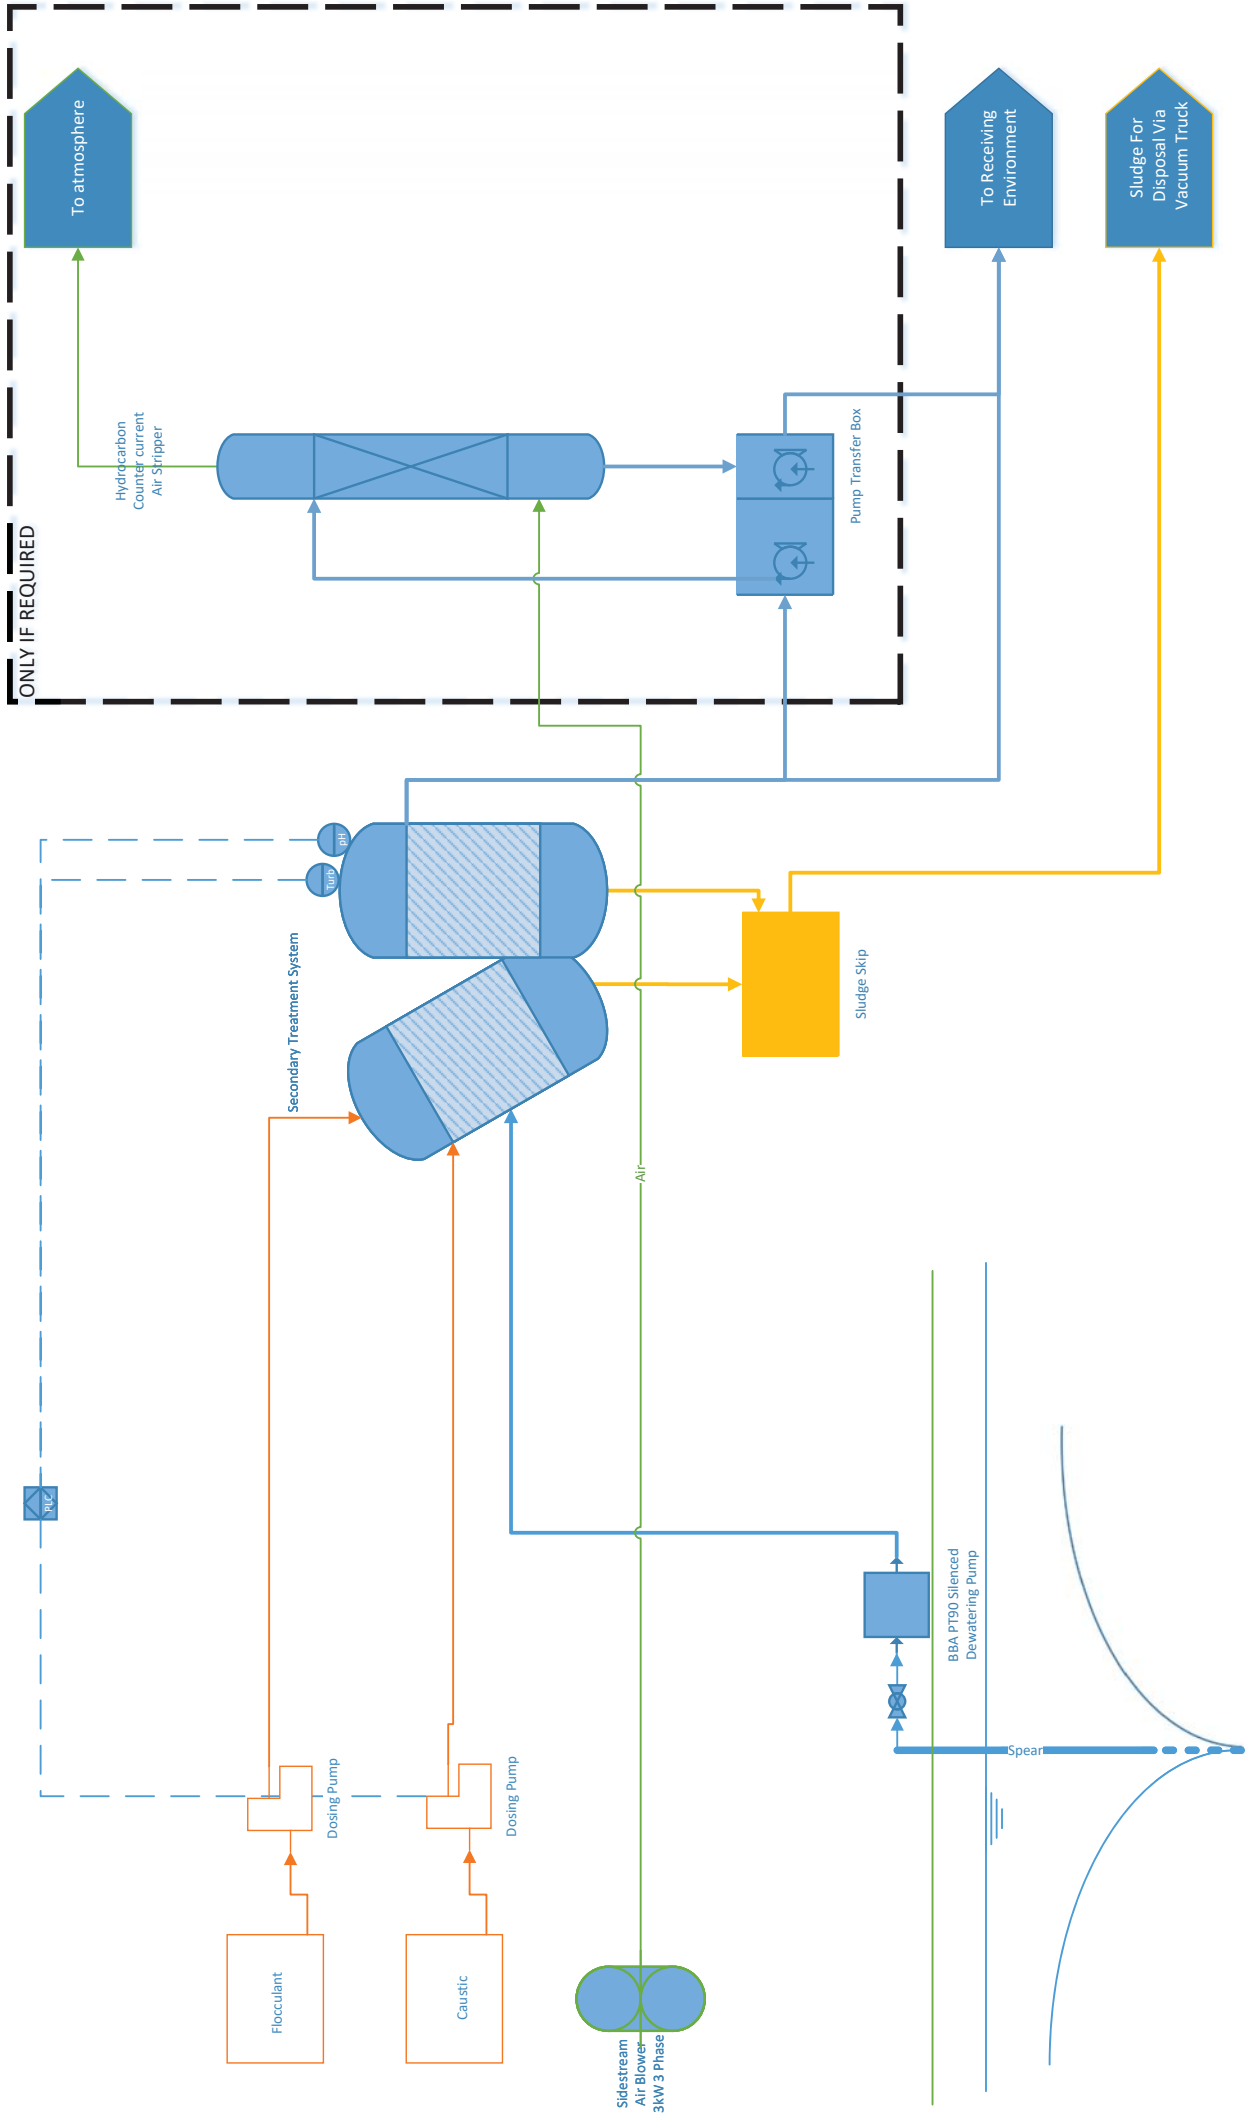 ONLY IF REQUIRED
To atmosphere
To Receiving
Environment
Sludge For
Disposal Via
Vacuum Truck
Hydrocarbon
Counter current
Air Stripper
Pump Transfer Box
pH
Turb
Secondary Treatment System
Sludge Skip
Air
PLC
BBA PT90 Silenced
Dewatering Pump
Spear
Dosing Pump
Dosing Pump
Flocculant
Caustic
Sidestream
Air Blower
3kW 3 Phase